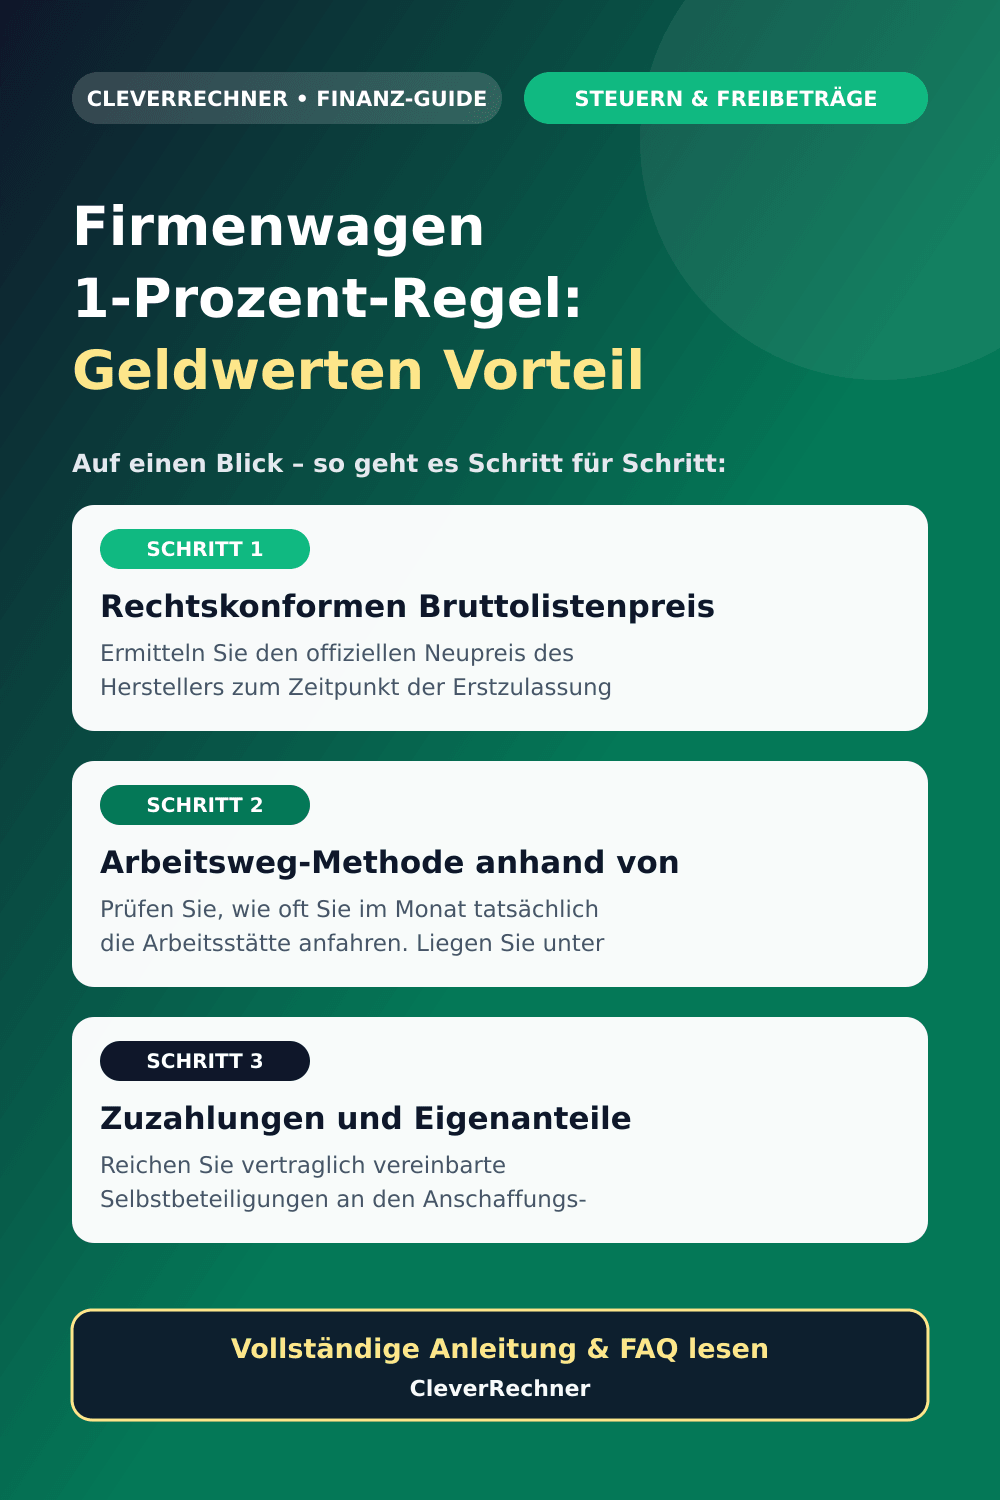 CLEVERRECHNER • FINANZ-GUIDE
STEUERN & FREIBETRÄGE
Firmenwagen
1-Prozent-Regel:
Geldwerten Vorteil
Auf einen Blick – so geht es Schritt für Schritt:
SCHRITT 1
Rechtskonformen Bruttolistenpreis
Ermitteln Sie den offiziellen Neupreis des
Herstellers zum Zeitpunkt der Erstzulassung
SCHRITT 2
Arbeitsweg-Methode anhand von
Prüfen Sie, wie oft Sie im Monat tatsächlich
die Arbeitsstätte anfahren. Liegen Sie unter
SCHRITT 3
Zuzahlungen und Eigenanteile
Reichen Sie vertraglich vereinbarte
Selbstbeteiligungen an den Anschaffungs-
Vollständige Anleitung & FAQ lesen
CleverRechner